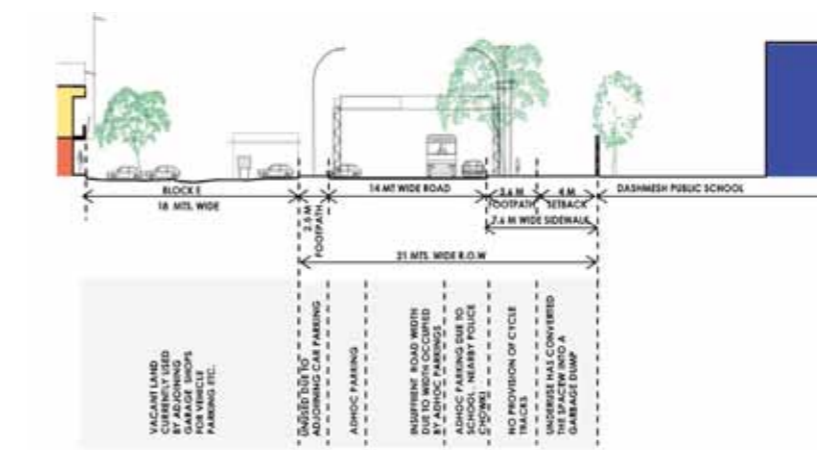 BLOCK E
18 MTS. WIDE
2.5 M
FOOTPATH
14 MT WIDE ROAD
3.6 M
FOOTPATH
4 M
SETBACK
DASHMESH PUBLIC SCHOOL
7.6 M WIDE SIDEWALK
21 MTS. WIDE R.O.W
VACANT LAND
CURRENTLY USED
BY ADJOINING
GARAGE SHOPS
FOR VEHICLE
PARKING ETC.
UNUSED DUE TO
ADJOINING CAR PARKING
ADHOC PARKING
INSUFFIENT ROAD WIDTH
DUE TO WIDTH OCCUPIED
BY ADHOC PARKINGS
ADHOC PARKING DUE TO
SCHOOL NEARBY POLICE
CHOWKI
NO PROVISION OF CYCLE
TRACKS
UNDERUSE HAS CONVERTED
THE SPACEW INTO A
GARBAGE DUMP